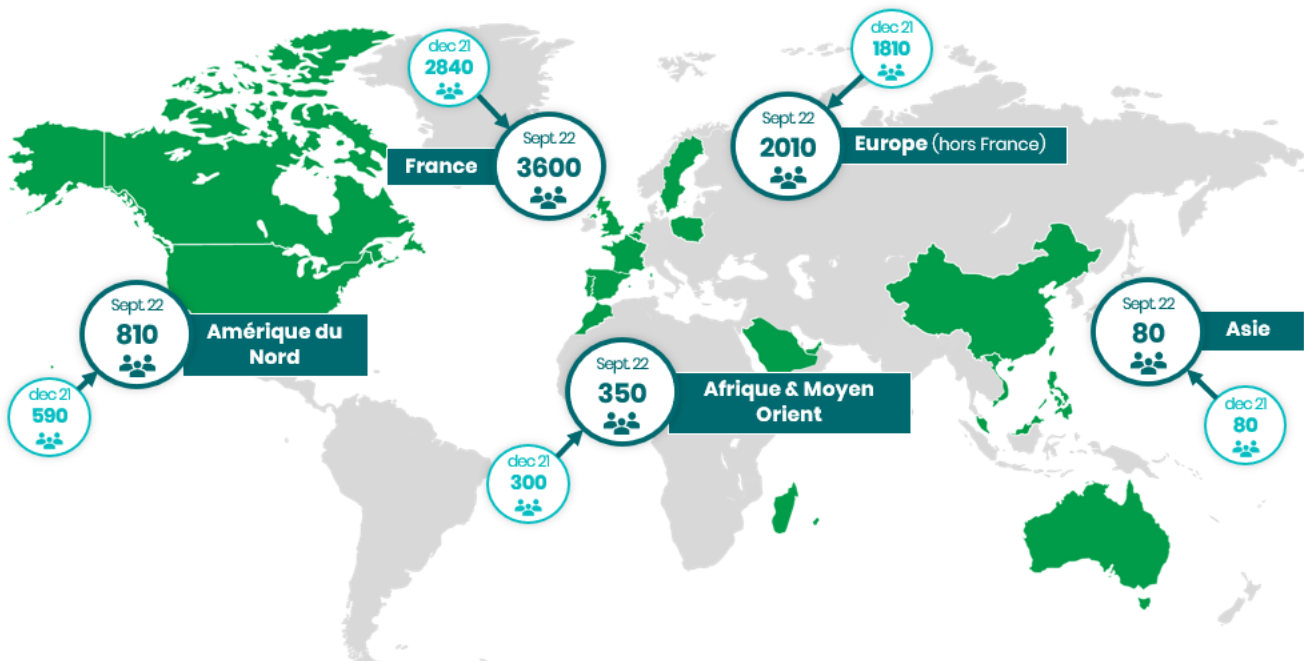 dec 21
2840
Sept. 22
3600
France
dec 21
1810
Sept. 22
2010
Europe (hors France)
Sept. 22
810
Amérique du
Nord
dec 21
590
Sept. 22
350
Afrique & Moyen
Orient
dec 21
300
Sept. 22
80
Asie
dec 21
80